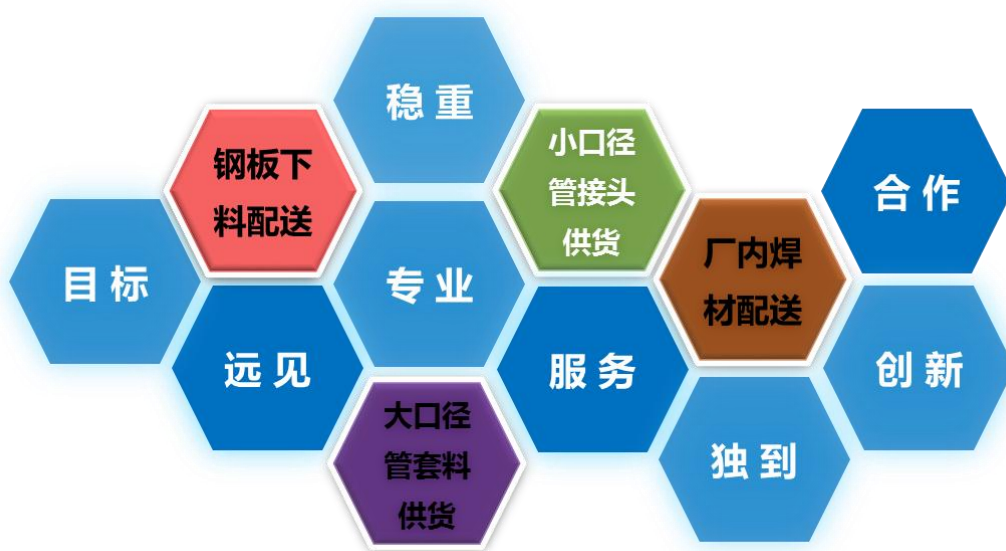 稳重
钢板下
料配送
小口径
管接头
供货
合作
目标
专业
厂内焊
材配送
远见
服务
创新
大口径
管套料
供货
独到